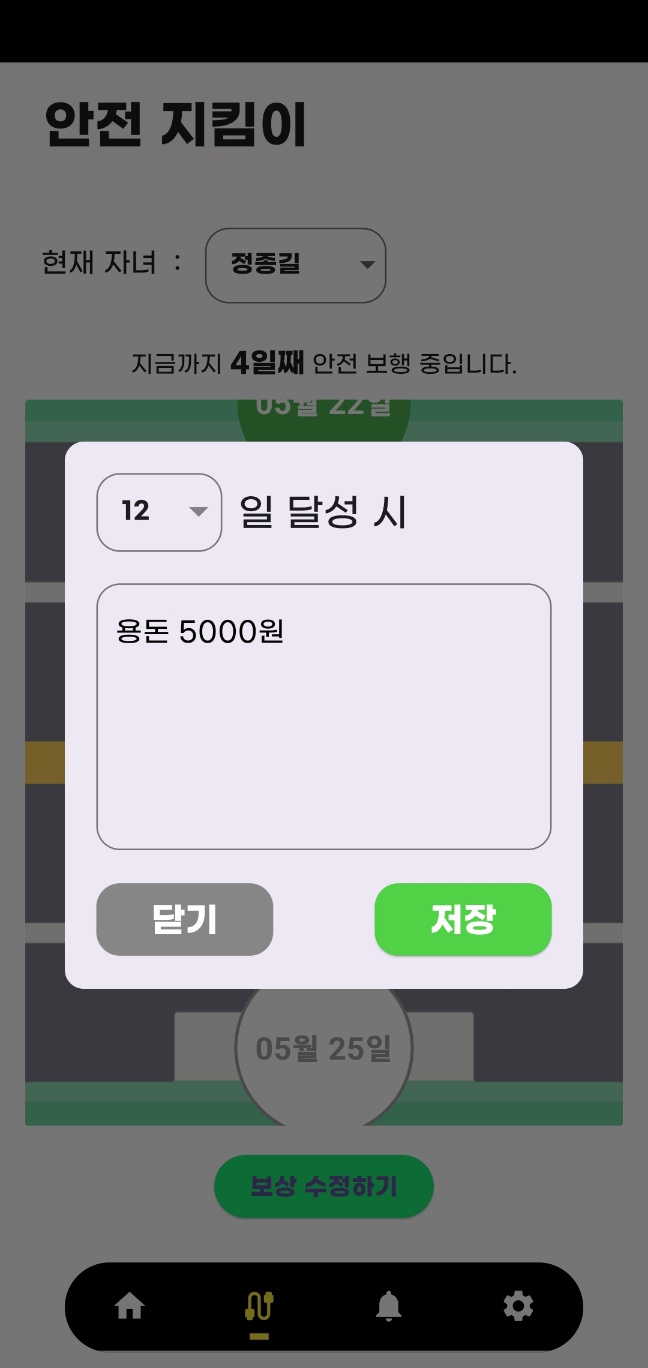 안전 지킴이
현재 자녀 : 정종길
지금까지 4일째 안전 보행 중입니다.
05월 22일
12 일 달성 시
용돈 5000원
닫기 저장
05월 25일
보상 수정하기